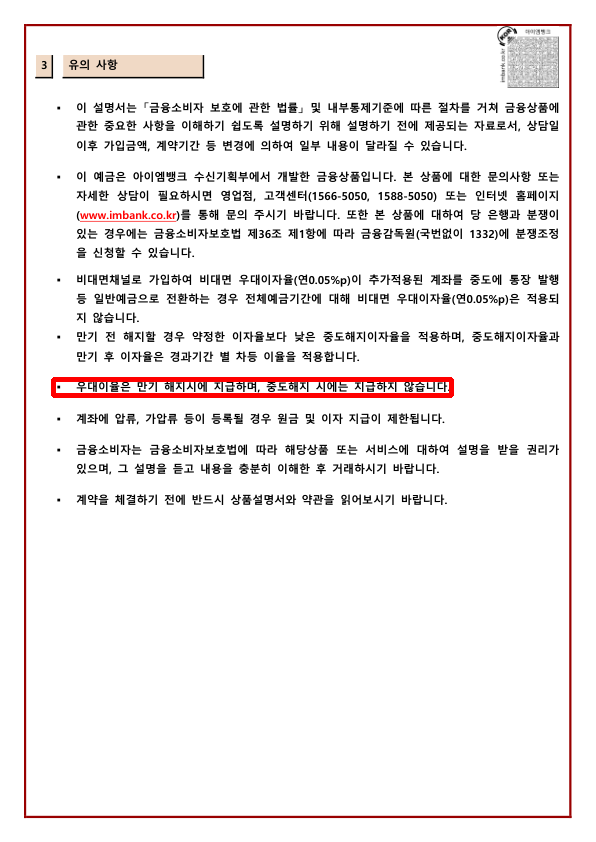 아이엠뱅크
imbank.co.kr
3 유의 사항
▪ 이 설명서는「금융소비자 보호에 관한 법률」및 내부통제기준에 따른 절차를 거쳐 금융상품에
관한 중요한 사항을 이해하기 쉽도록 설명하기 위해 설명하기 전에 제공되는 자료로서, 상담일
이후 가입금액, 계약기간 등 변경에 의하여 일부 내용이 달라질 수 있습니다.
▪ 이 예금은 아이엠뱅크 수신기획부에서 개발한 금융상품입니다. 본 상품에 대한 문의사항 또는
자세한 상담이 필요하시면 영업점, 고객센터(1566-5050, 1588-5050) 또는 인터넷 홈페이지
(www.imbank.co.kr)를 통해 문의 주시기 바랍니다. 또한 본 상품에 대하여 당 은행과 분쟁이
있는 경우에는 금융소비자보호법 제36조 제1항에 따라 금융감독원(국번없이 1332)에 분쟁조정
을 신청할 수 있습니다.
▪ 비대면채널로 가입하여 비대면 우대이자율(연0.05%p)이 추가적용된 계좌를 중도에 통장 발행
등 일반예금으로 전환하는 경우 전체예금기간에 대해 비대면 우대이자율(연0.05%p)은 적용되
지 않습니다.
▪ 만기 전 해지할 경우 약정한 이자율보다 낮은 중도해지이자율을 적용하며, 중도해지이자율과
만기 후 이자율은 경과기간 별 차등 이율을 적용합니다.
▪ 우대이율은 만기 해지시에 지급하며, 중도해지 시에는 지급하지 않습니다.
▪ 계좌에 압류, 가압류 등이 등록될 경우 원금 및 이자 지급이 제한됩니다.
▪ 금융소비자는 금융소비자보호법에 따라 해당상품 또는 서비스에 대하여 설명을 받을 권리가
있으며, 그 설명을 듣고 내용을 충분히 이해한 후 거래하시기 바랍니다.
▪ 계약을 체결하기 전에 반드시 상품설명서와 약관을 읽어보시기 바랍니다.